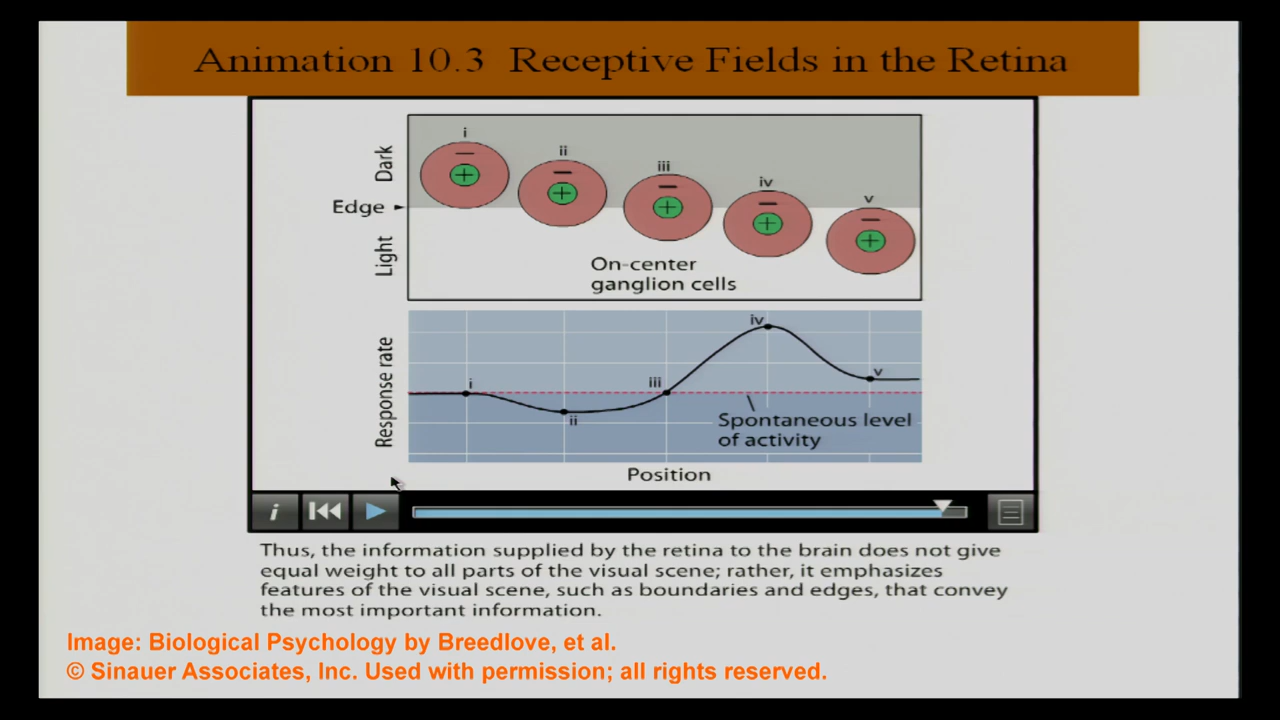 Animation 10.3 Receptive Fields in the Retina
i
ii
iii
iv
v
Dark
Edge
Light
On-center
ganglion cells
iv
i
iii
v
ii
Response rate
Spontaneous level
of activity
Position
i
Thus, the information supplied by the retina to the brain does not give
equal weight to all parts of the visual scene; rather, it emphasizes
features of the visual scene, such as boundaries and edges, that convey
the most important information.
Image: Biological Psychology by Breedlove, et al.
© Sinauer Associates, Inc. Used with permission; all rights reserved.